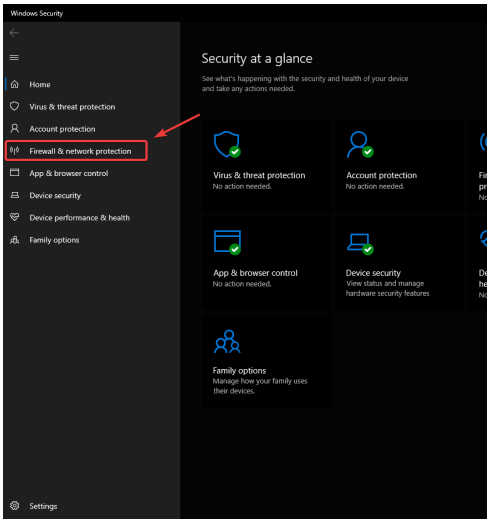 Windows Security
Home
Virus & threat protection
Account protection
Firewall & network protection
App & browser control
Device security
Device performance & health
Family options
Settings
Security at a glance
See what's happening with the security and health of your device
and take any actions needed.
Virus & threat protection
No action needed.
Account protection
No action needed.
App & browser control
No action needed.
Device security
View status and manage
hardware security features
Family options
Manage how your family uses
their devices.